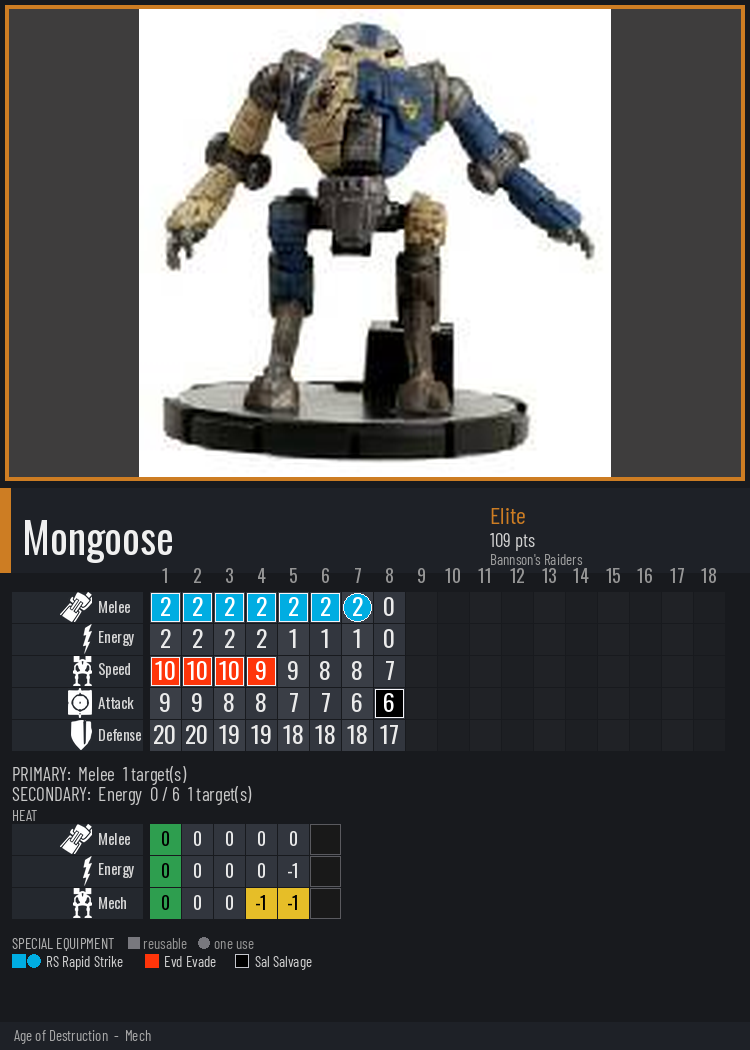 Mongoose
Elite
109 pts
Bannson's Raiders
1 2 3 4 5 6 7 8 9 10 11 12 13 14 15 16 17 18
Melee 2 2 2 2 2 2 2 0
Energy 2 2 2 2 1 1 1 0
Speed 10 10 10 9 9 8 8 7
Attack 9 9 8 8 7 7 6 6
Defense 20 20 19 19 18 18 18 17
PRIMARY: Melee 1 target(s)
SECONDARY: Energy 0 / 6 1 target(s)
HEAT
Melee 0 0 0 0 0
Energy 0 0 0 0 -1
Mech 0 0 0 -1 -1
SPECIAL EQUIPMENT reusable one use
RS Rapid Strike Evd Evade Sal Salvage
Age of Destruction - Mech